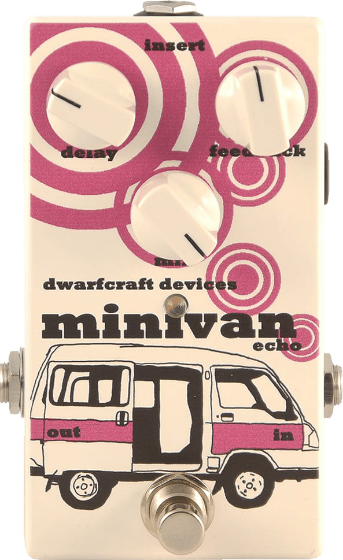 insert
delay
feedback
dwarfcraft devices
minivan
echo
out
in